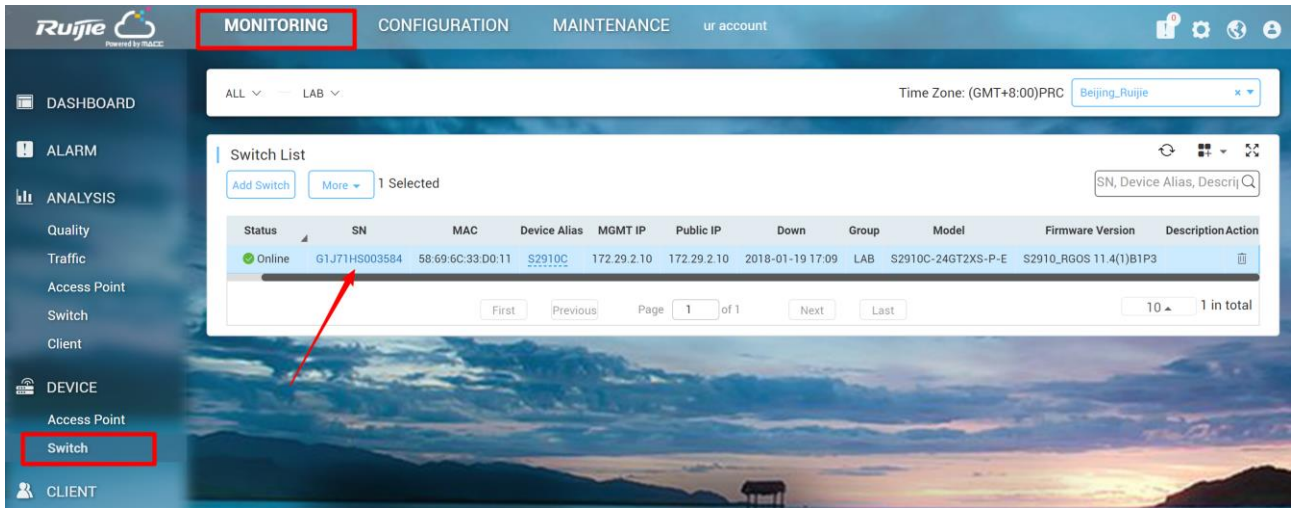 Ruijie
Powered by MACC
MONITORING CONFIGURATION MAINTENANCE ur account
0
DASHBOARD
ALARM
ANALYSIS
Quality
Traffic
Access Point
Switch
Client
DEVICE
Access Point
Switch
CLIENT
ALL LAB Time Zone: (GMT+8:00)PRC Beijing_Ruijie
Switch List
Add Switch More 1 Selected SN, Device Alias, Descrip
Status SN MAC Device Alias MGMT IP Public IP Down Group Model Firmware Version Description Action
Online G1J71HS003584 58:69:6C:33:D0:11 S2910C 172.29.2.10 172.29.2.10 2018-01-19 17:09 LAB S2910C-24GT2XS-P-E S2910_RGOS 11.4(1)B1P3
First Previous Page 1 of 1 Next Last 10 1 in total